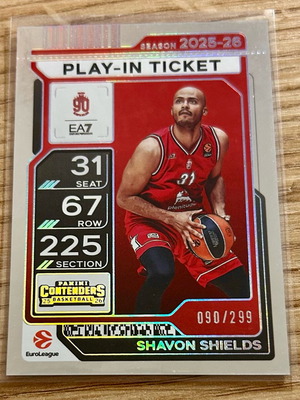 SEASON 2025-26
PLAY-IN TICKET
90
EA7
31
SEAT
67
ROW
225
SECTION
31
PANINI
CONTENDERS
BASKETBALL
090/299
EuroLeague
SHAVON SHIELDS